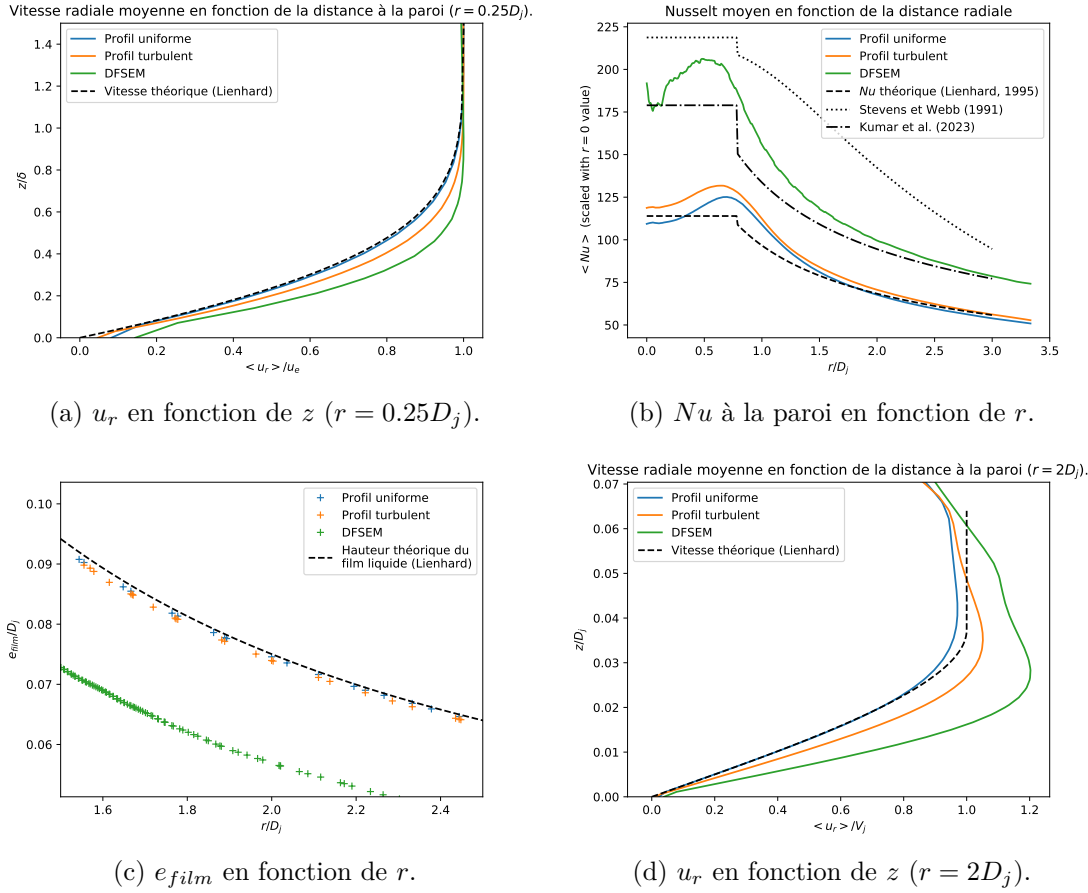 Vitesse radiale moyenne en fonction de la distance à la paroi (r = 0.25D_j).
1.4
1.2
1.0
0.8
0.6
0.4
0.2
0.0
z/δ
Profil uniforme
Profil turbulent
DFSEM
Vitesse théorique (Lienhard)
0.0 0.2 0.4 0.6 0.8 1.0
< u_r > /u_e
(a) u_r en fonction de z (r = 0.25D_j).
Nusselt moyen en fonction de la distance radiale
225
200
175
150
125
100
75
50
< Nu > (scaled with r = 0 value)
Profil uniforme
Profil turbulent
DFSEM
Nu théorique (Lienhard, 1995)
Stevens et Webb (1991)
Kumar et al. (2023)
0.0 0.5 1.0 1.5 2.0 2.5 3.0 3.5
r/D_j
(b) Nu à la paroi en fonction de r.
0.10
0.09
0.08
0.07
0.06
e_film/D_j
Profil uniforme
Profil turbulent
DFSEM
Hauteur théorique du
film liquide (Lienhard)
1.6 1.8 2.0 2.2 2.4
r/D_j
(c) e_film en fonction de r.
Vitesse radiale moyenne en fonction de la distance à la paroi (r = 2D_j).
0.07
0.06
0.05
0.04
0.03
0.02
0.01
0.00
z/D_j
Profil uniforme
Profil turbulent
DFSEM
Vitesse théorique (Lienhard)
0.0 0.2 0.4 0.6 0.8 1.0 1.2
< u_r > /V_j
(d) u_r en fonction de z (r = 2D_j).